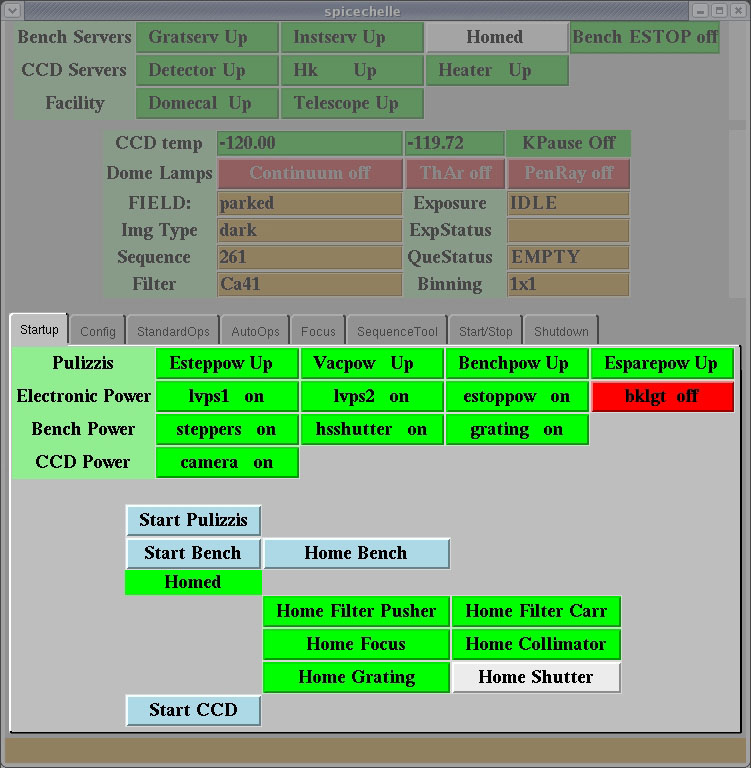 spicechelle
Bench Servers Gratserv Up Instserv Up Homed Bench ESTOP off
CCD Servers Detector Up Hk Up Heater Up
Facility Domecal Up Telescope Up
CCD temp -120.00 -119.72 KPause Off
Dome Lamps Continuum off ThAr off PenRay off
FIELD: parked Exposure IDLE
Img Type dark ExpStatus
Sequence 261 QueStatus EMPTY
Filter Ca41 Binning 1x1
Startup Config StandardOps AutoOps Focus SequenceTool Start/Stop Shutdown
Pulizzis Esteppow Up Vacpow Up Benchpow Up Esparepow Up
Electronic Power lvps1 on lvps2 on estoppow on bklgt off
Bench Power steppers on hsshutter on grating on
CCD Power camera on
Start Pulizzis
Start Bench Home Bench
Homed
Home Filter Pusher Home Filter Carr
Home Focus Home Collimator
Home Grating Home Shutter
Start CCD